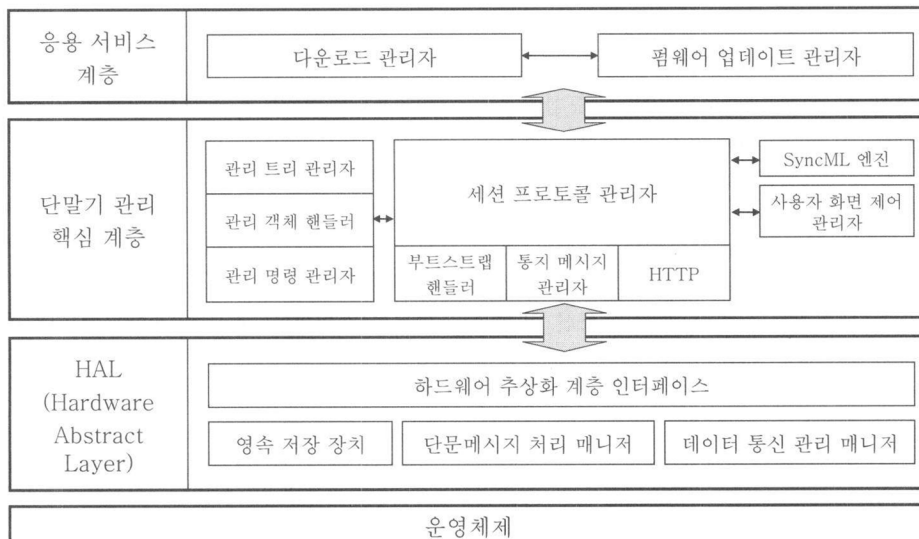 응용 서비스
계층
다운로드 관리자
펌웨어 업데이트 관리자
단말기 관리
핵심 계층
관리 트리 관리자
관리 객체 핸들러
관리 명령 관리자
세션 프로토콜 관리자
부트스트랩
핸들러
통지 메시지
관리자
HTTP
SyncML 엔진
사용자 화면 제어
관리자
HAL
(Hardware
Abstract
Layer)
하드웨어 추상화 계층 인터페이스
영속 저장 장치
단문메시지 처리 매니저
데이터 통신 관리 매니저
운영체제